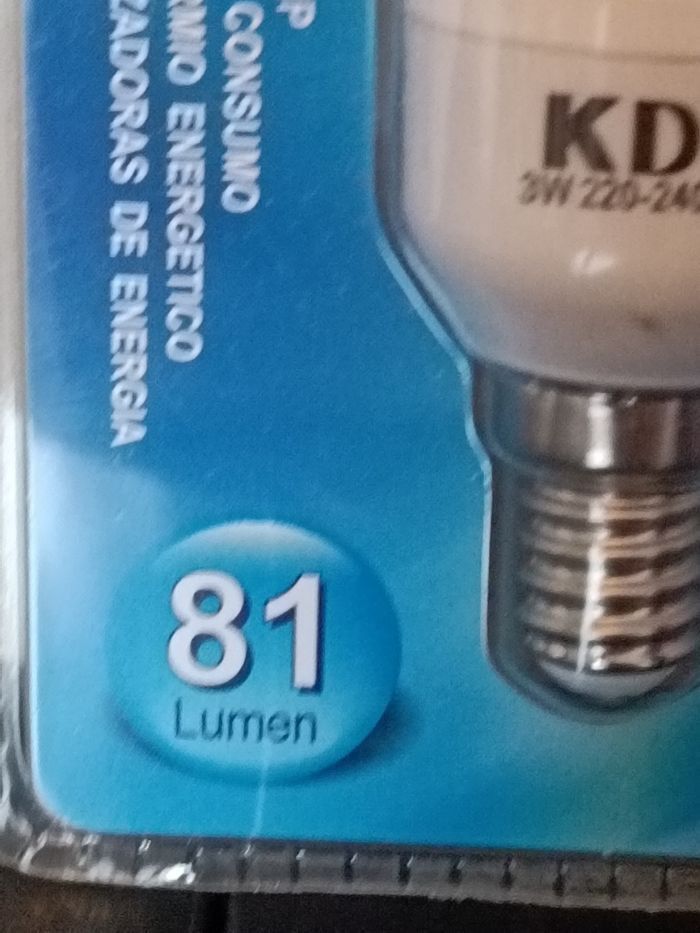 P
CONSUMO
RMIO ENERGETICO
ZADORAS DE ENERGIA
KD
3W 220-240
81
Lumen